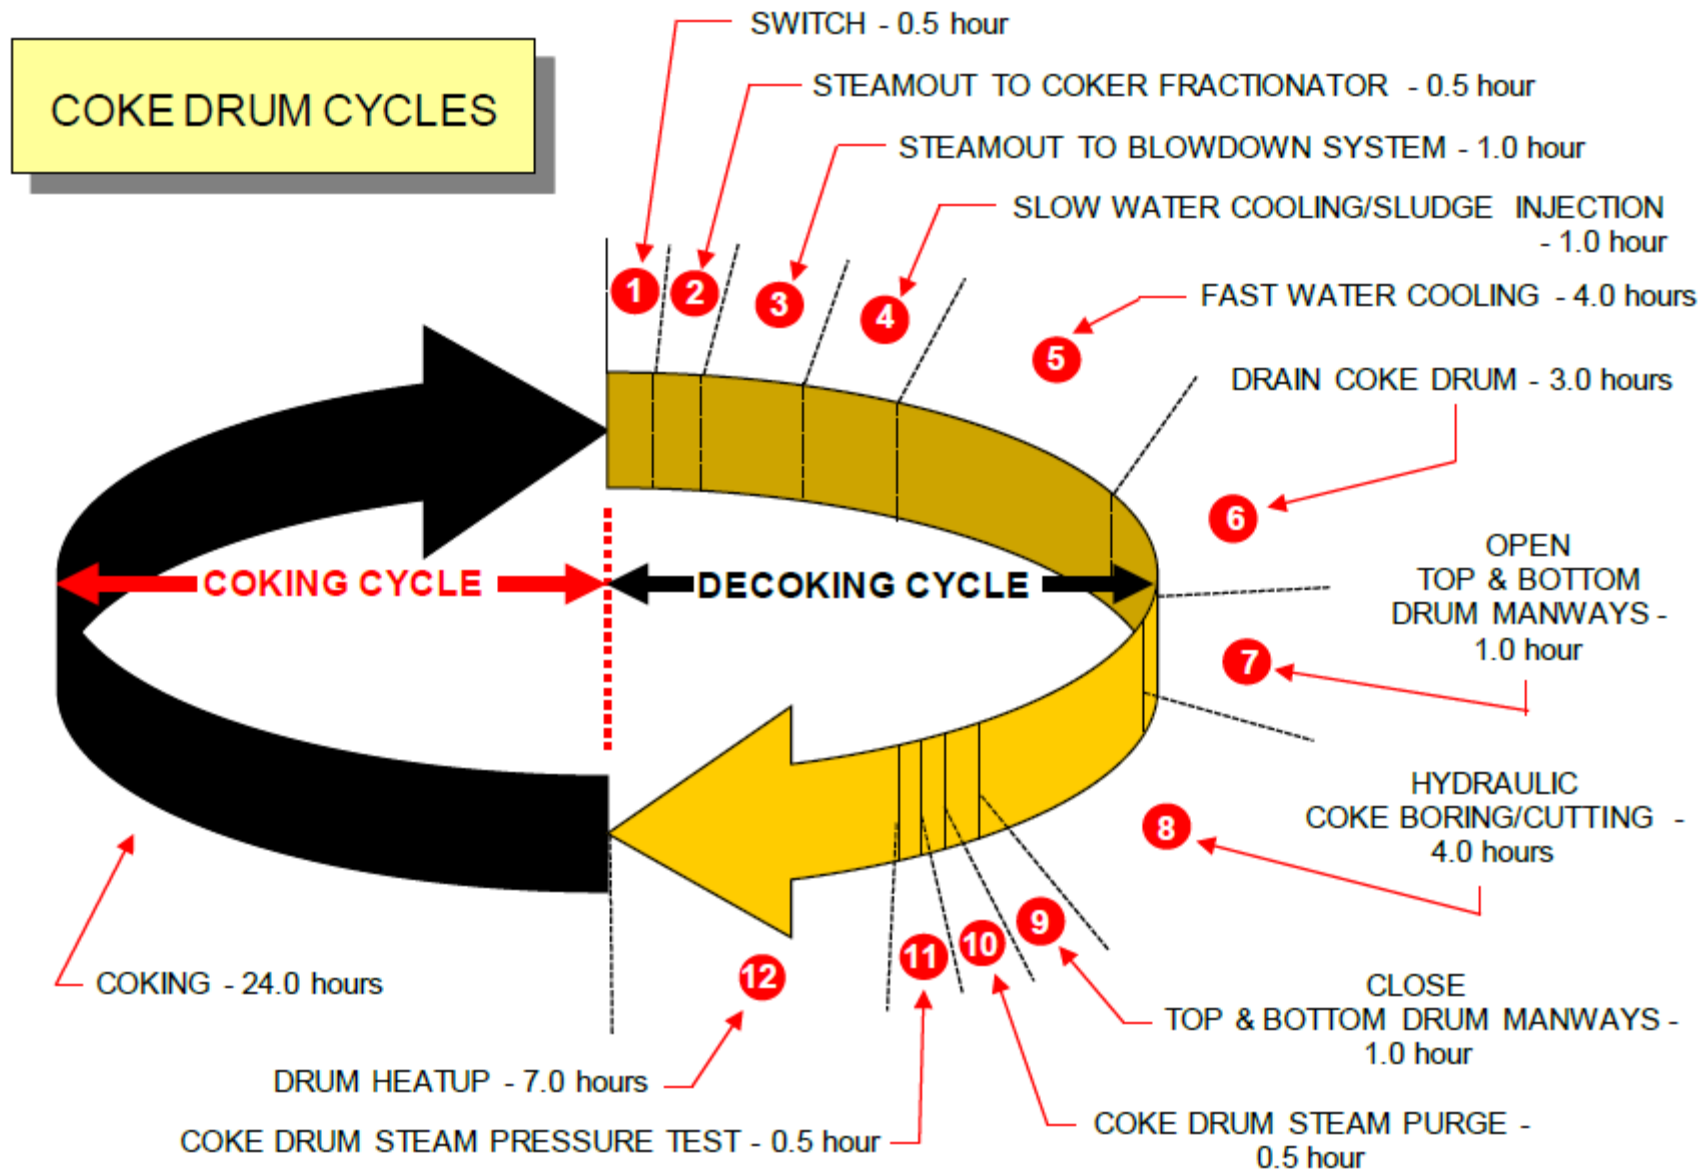 COKE DRUM CYCLES
SWITCH - 0.5 hour
STEAMOUT TO COKER FRACTIONATOR - 0.5 hour
STEAMOUT TO BLOWDOWN SYSTEM - 1.0 hour
SLOW WATER COOLING/SLUDGE INJECTION
- 1.0 hour
FAST WATER COOLING - 4.0 hours
DRAIN COKE DRUM - 3.0 hours
1
2
3
4
5
6
OPEN
TOP & BOTTOM
DRUM MANWAYS -
1.0 hour
COKING CYCLE
DECOKING CYCLE
7
HYDRAULIC
COKE BORING/CUTTING -
4.0 hours
8
9
10
11
12
COKING - 24.0 hours
CLOSE
TOP & BOTTOM DRUM MANWAYS -
1.0 hour
DRUM HEATUP - 7.0 hours
COKE DRUM STEAM PRESSURE TEST - 0.5 hour
COKE DRUM STEAM PURGE -
0.5 hour